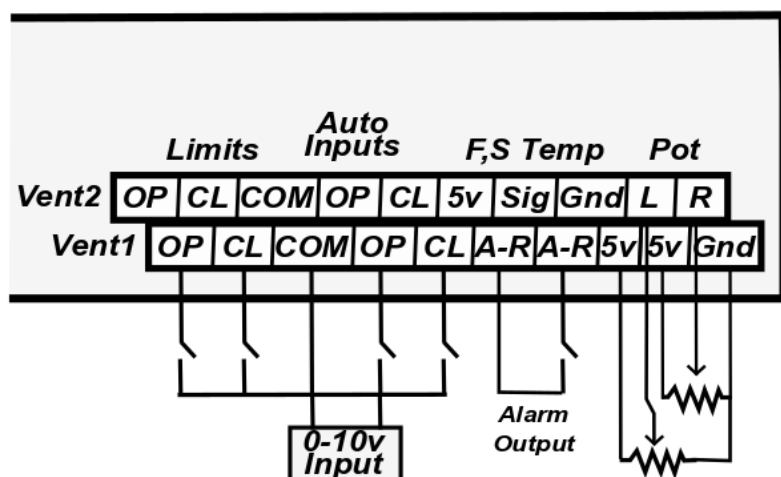 Auto
Limits Inputs F,S Temp Pot
Vent2 OP CL COM OP CL 5v Sig Gnd L R
Vent1 OP CL COM OP CL A-R A-R 5v 5v Gnd
Alarm
Output
0-10v
Input